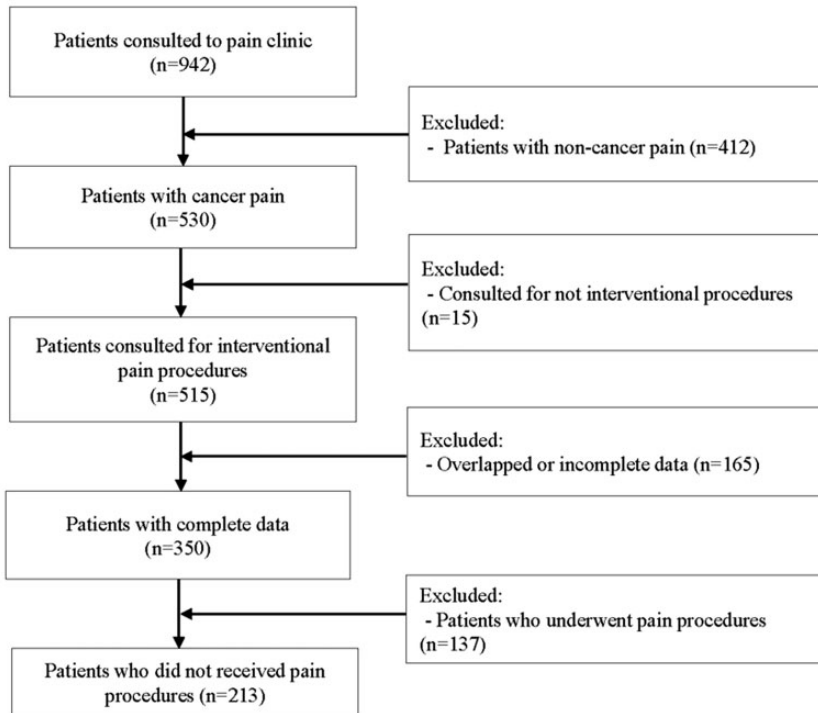 Patients consulted to pain clinic
(n=942)
Excluded:
- Patients with non-cancer pain (n=412)
Patients with cancer pain
(n=530)
Excluded:
- Consulted for not interventional procedures
(n=15)
Patients consulted for interventional
pain procedures
(n=515)
Excluded:
- Overlapped or incomplete data (n=165)
Patients with complete data
(n=350)
Excluded:
- Patients who underwent pain procedures
(n=137)
Patients who did not received pain
procedures (n=213)